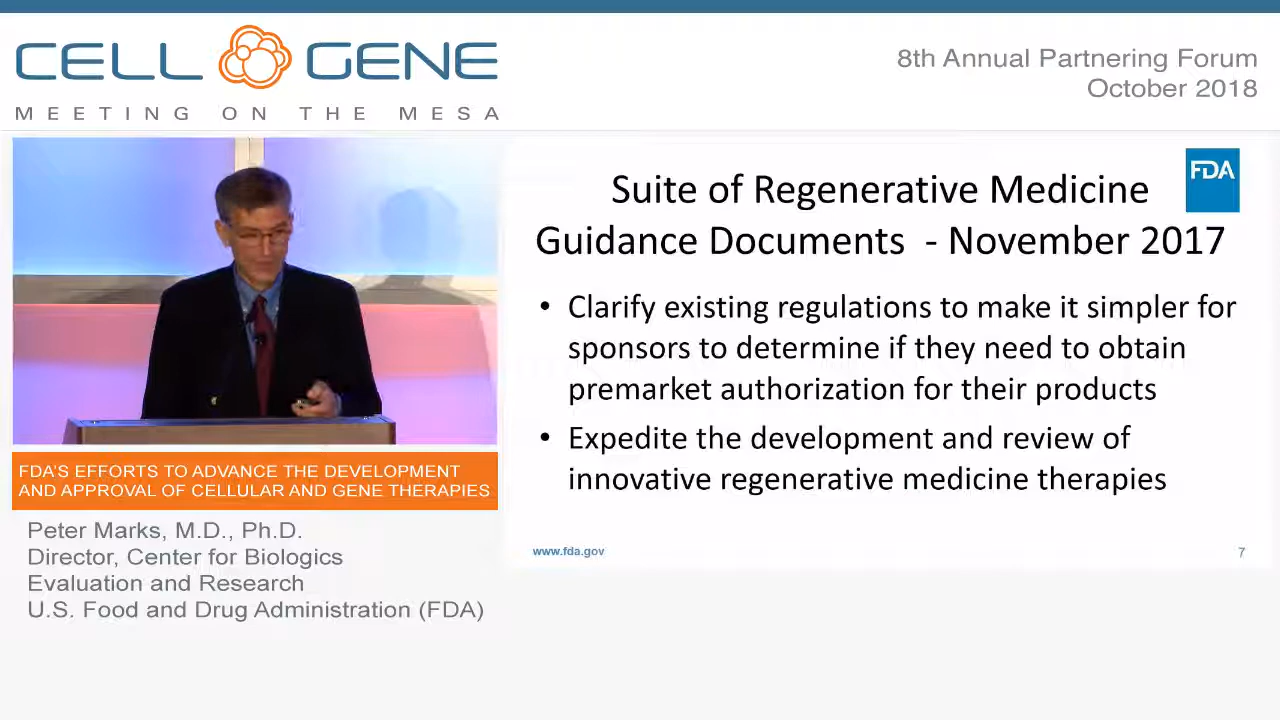 CELL GENE
MEETING ON THE MESA
8th Annual Partnering Forum
October 2018
FDA'S EFFORTS TO ADVANCE THE DEVELOPMENT
AND APPROVAL OF CELLULAR AND GENE THERAPIES
Peter Marks, M.D., Ph.D.
Director, Center for Biologics
Evaluation and Research
U.S. Food and Drug Administration (FDA)
FDA
Suite of Regenerative Medicine
Guidance Documents - November 2017
• Clarify existing regulations to make it simpler for
sponsors to determine if they need to obtain
premarket authorization for their products
• Expedite the development and review of
innovative regenerative medicine therapies
www.fda.gov
7